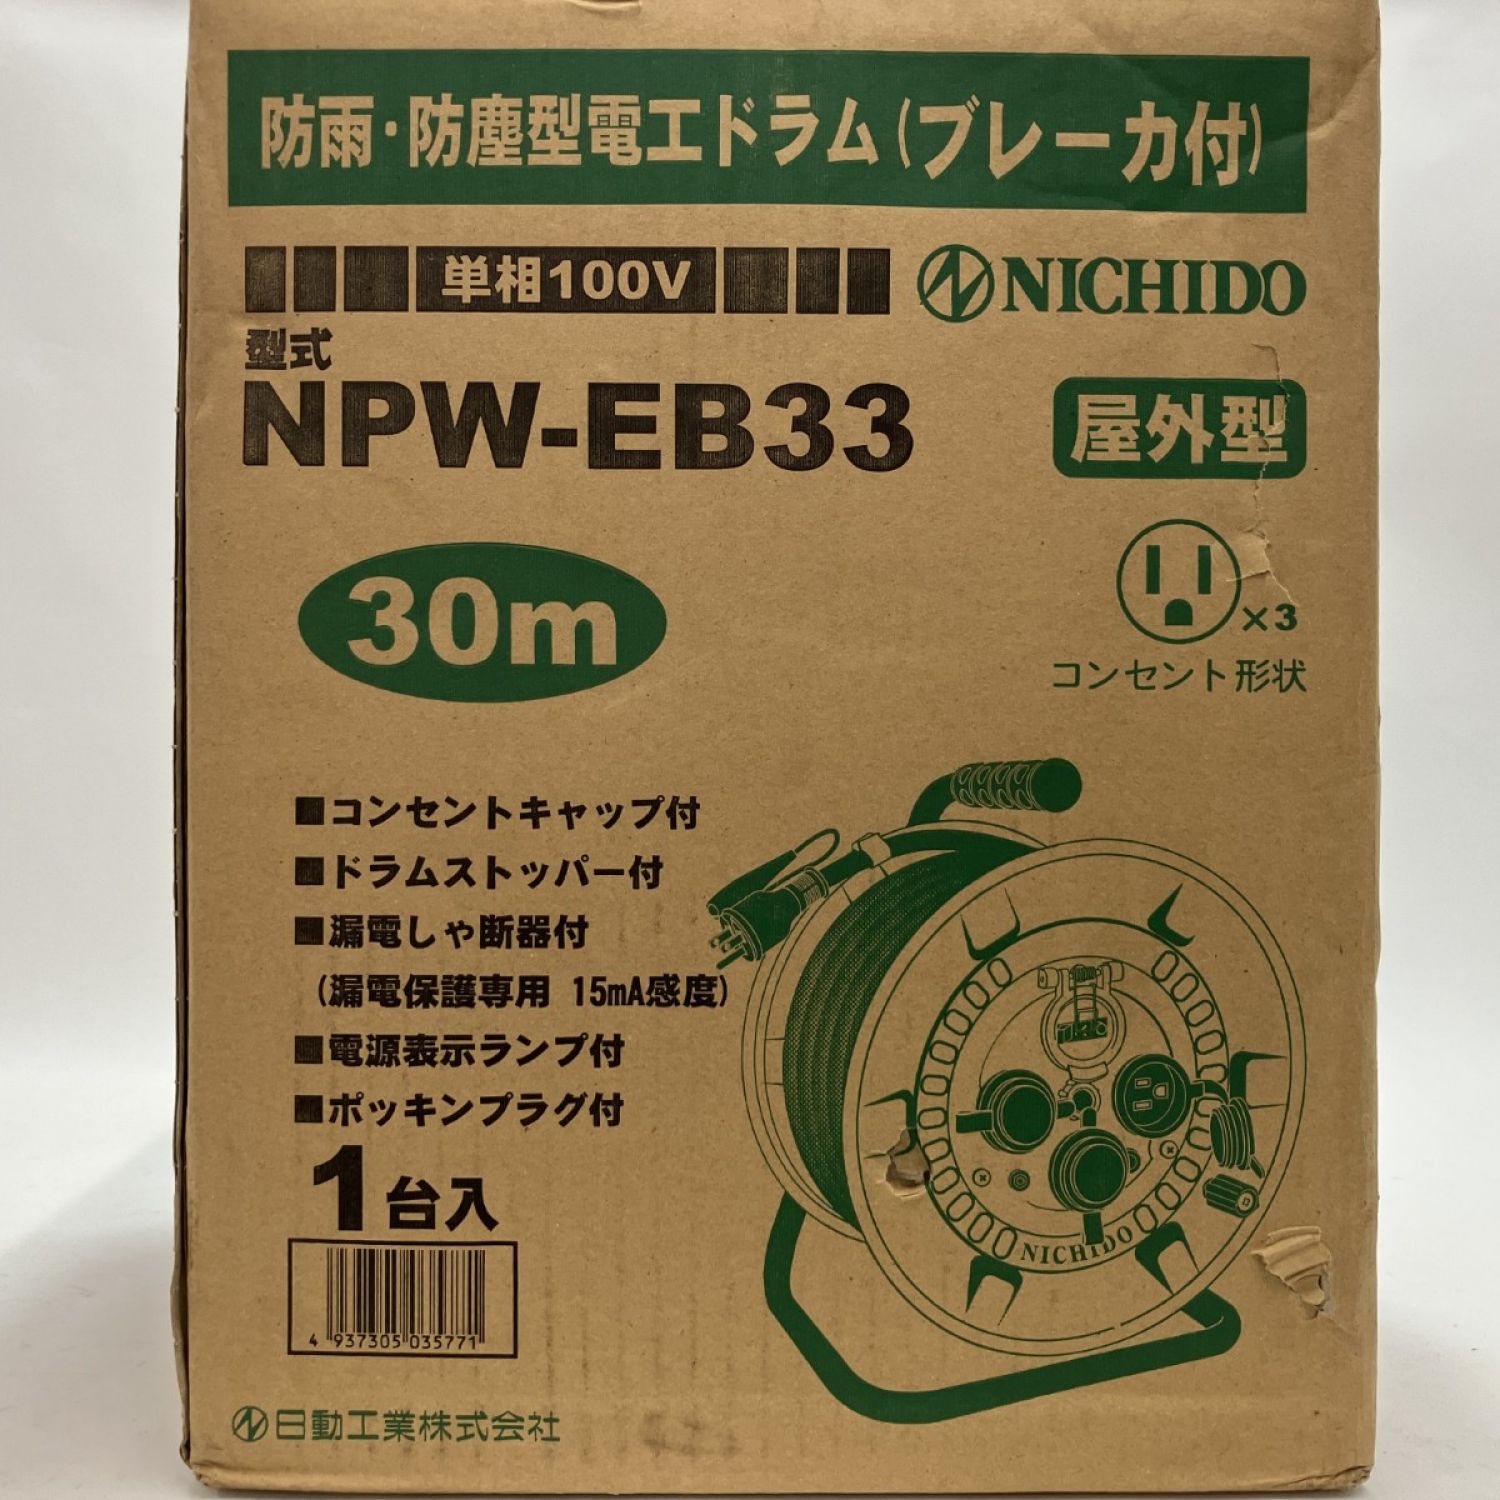 防雨・防塵型電工ドラム(ブレーカ付)
単相100V
NICHIDO
型式
NPW-EB33
屋外型
30m
×3
コンセント形状
■コンセントキャップ付
■ドラムストッパー付
■漏電しゃ断器付
(漏電保護専用 15mA感度)
■電源表示ランプ付
■ポッキンプラグ付
1台入
NICHIDO
4 937305 035771
日動工業株式会社